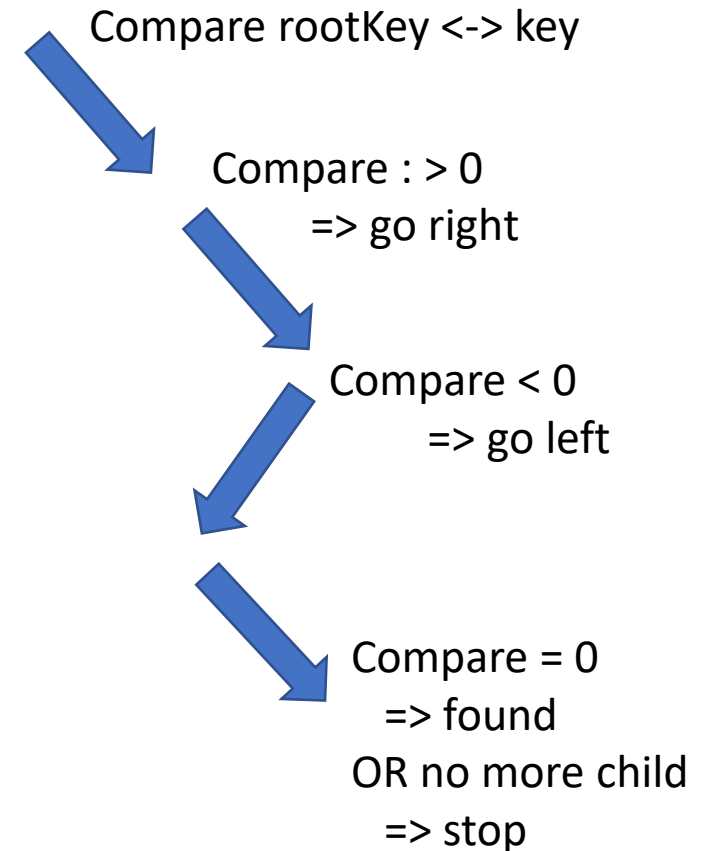 Compare rootKey <-> key
Compare : > 0
=> go right
Compare < 0
=> go left
Compare = 0
=> found
OR no more child
=> stop